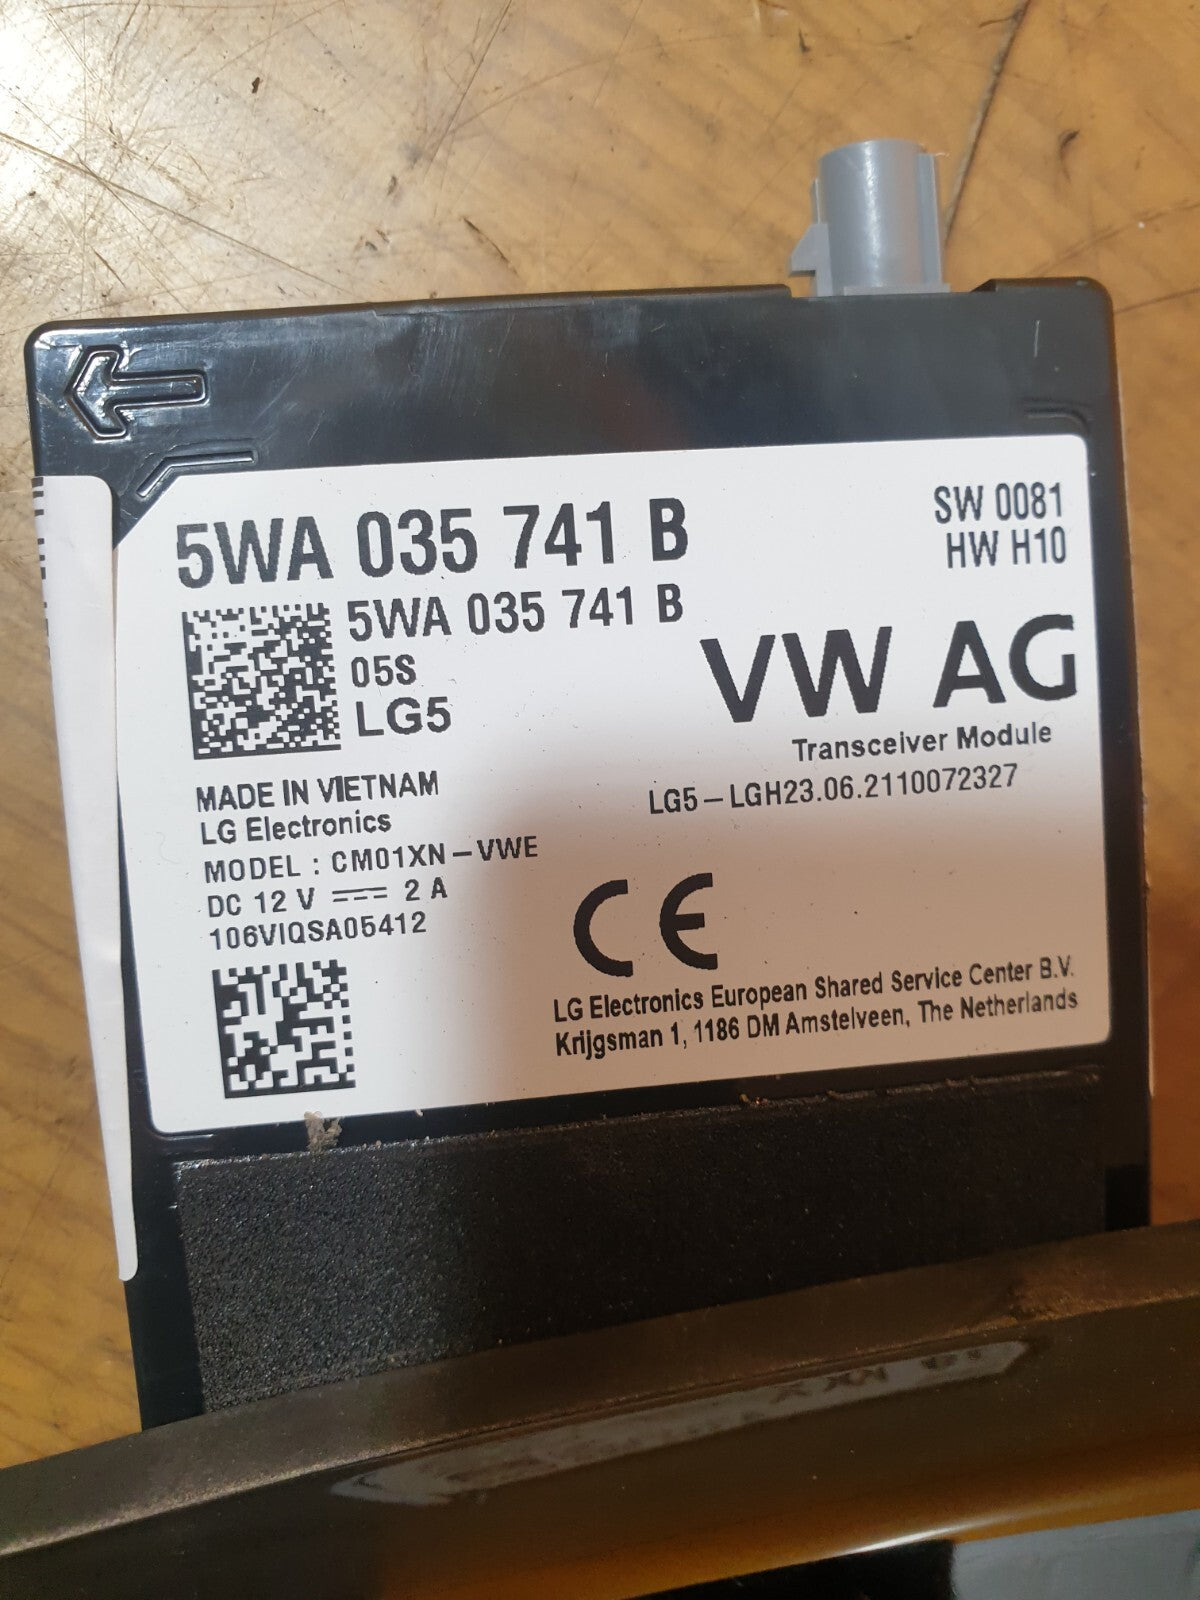 5WA 035 741 B
SW 0081
HW H10
5WA 035 741 B
05S
LG5
VW AG
Transceiver Module
LG5-LGH23.06.2110072327
MADE IN VIETNAM
LG Electronics
MODEL : CM01XN-VWE
DC 12 V ⎓ 2 A
106VIQSA05412
CE
LG Electronics European Shared Service Center B.V.
Krijgsman 1, 1186 DM Amstelveen, The Netherlands